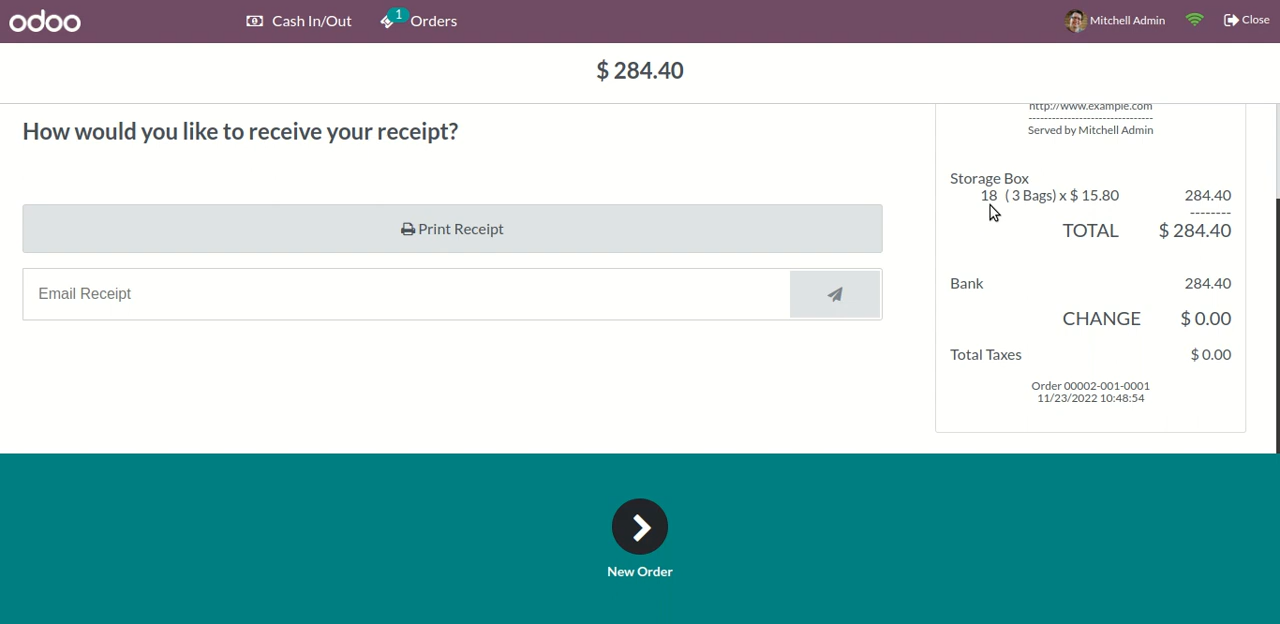 odoo
Cash In/Out
1
Orders
Mitchell Admin
Close
$ 284.40
How would you like to receive your receipt?
Print Receipt
Email Receipt
http://www.example.com
--------------------------------
Served by Mitchell Admin
Storage Box
18 ( 3 Bags) x $ 15.80 284.40
--------
TOTAL $ 284.40
Bank 284.40
CHANGE $ 0.00
Total Taxes $ 0.00
Order 00002-001-0001
11/23/2022 10:48:54
New Order